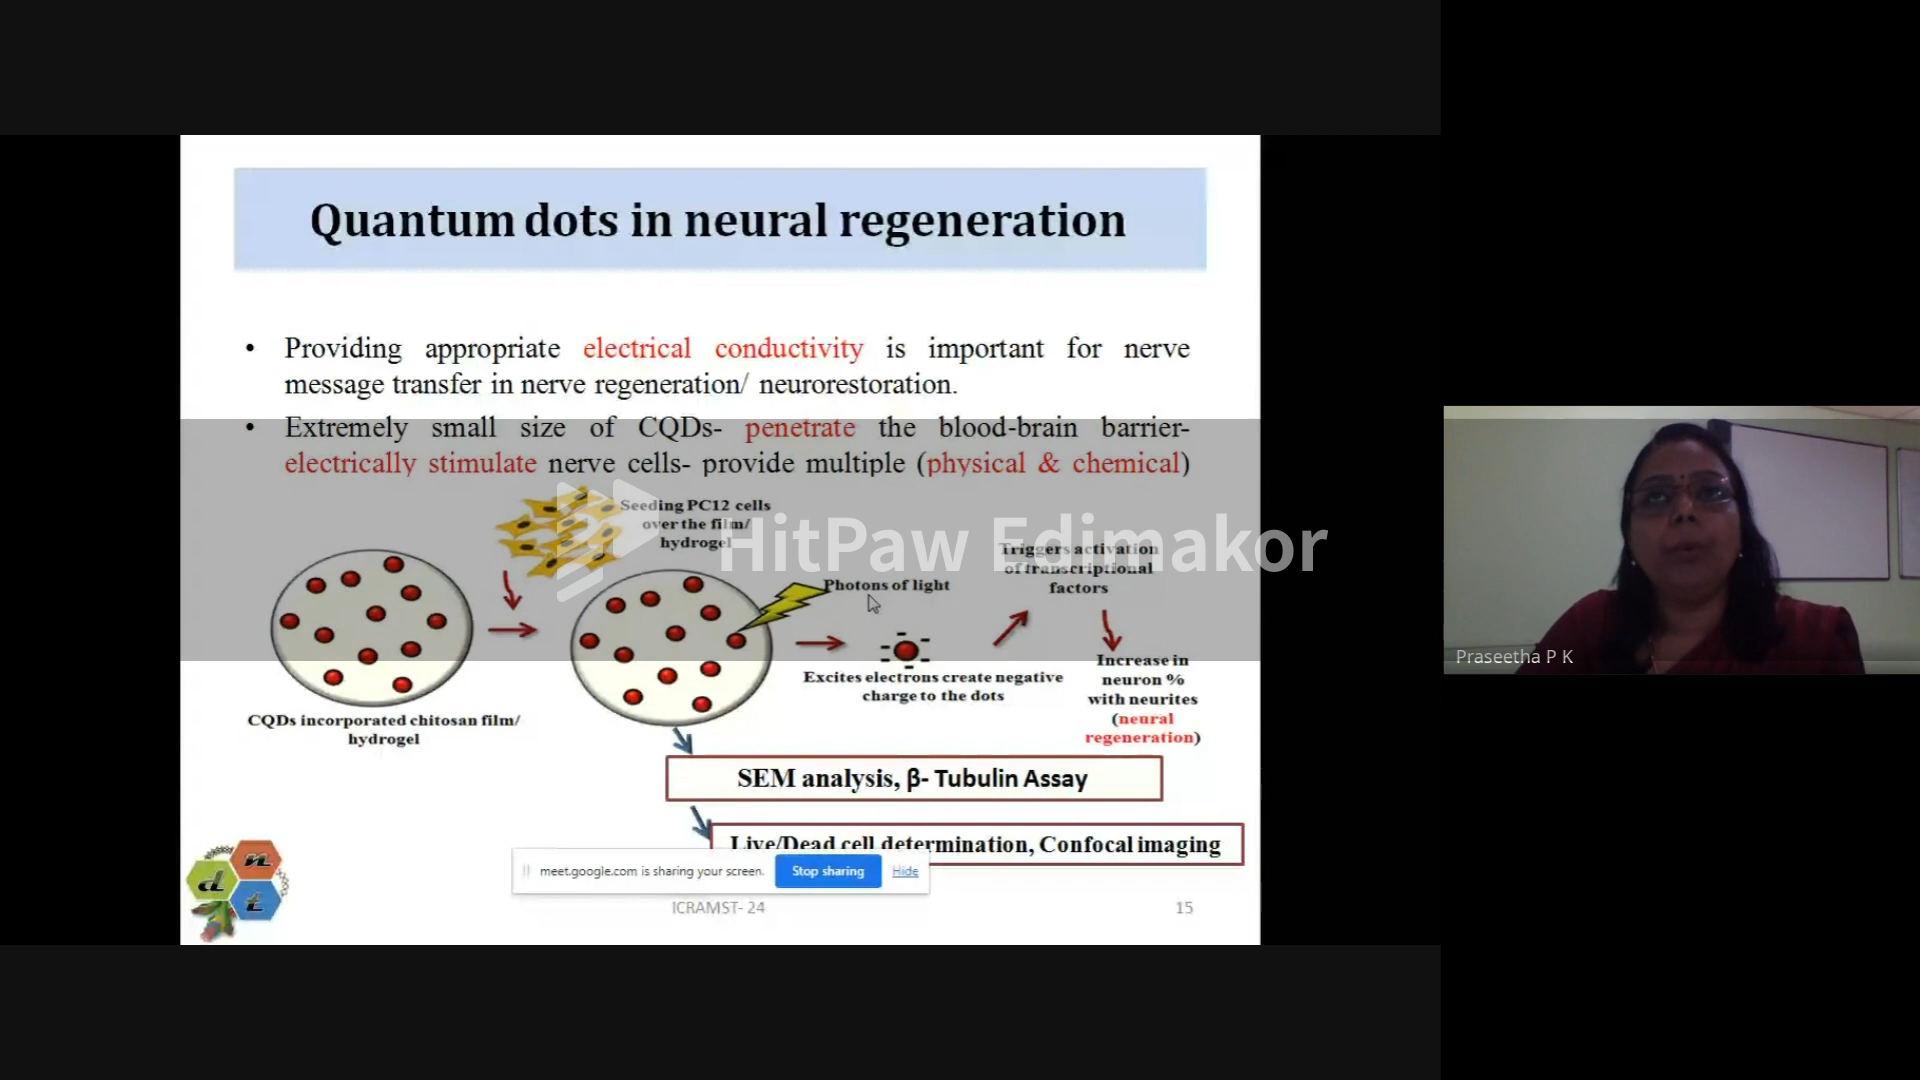 Quantum dots in neural regeneration
• Providing appropriate electrical conductivity is important for nerve
message transfer in nerve regeneration/ neurorestoration.
• Extremely small size of CQDs- penetrate the blood-brain barrier-
electrically stimulate nerve cells- provide multiple (physical & chemical)
Seeding PC12 cells
over the film/
hydrogel
HitPaw Edimakor
Photons of light
Triggers activation
of transcriptional
factors
Excites electrons create negative
charge to the dots
Increase in
neuron %
with neurites
(neural
regeneration)
CQDs incorporated chitosan film/
hydrogel
SEM analysis, β- Tubulin Assay
Live/Dead cell determination, Confocal imaging
meet.google.com is sharing your screen.
Stop sharing
Hide
d
n
t
ICRAMST- 24
15
Praseetha P K